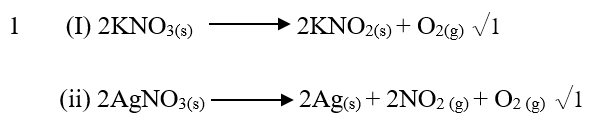 1 (I) 2KNO₃(s) ⟶ 2KNO₂(s) + O₂(g) √1
(ii) 2AgNO₃(s) ⟶ 2Ag(s) + 2NO₂ (g) + O₂ (g) √1